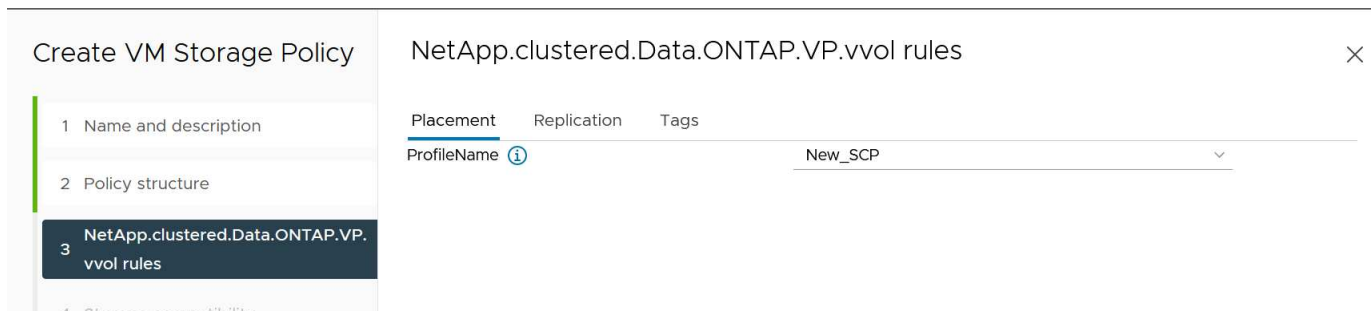 Create VM Storage Policy
1 Name and description
2 Policy structure
3 NetApp.clustered.Data.ONTAP.VP.
vvol rules
NetApp.clustered.Data.ONTAP.VP.vvol rules
Placement Replication Tags
ProfileName
New_SCP